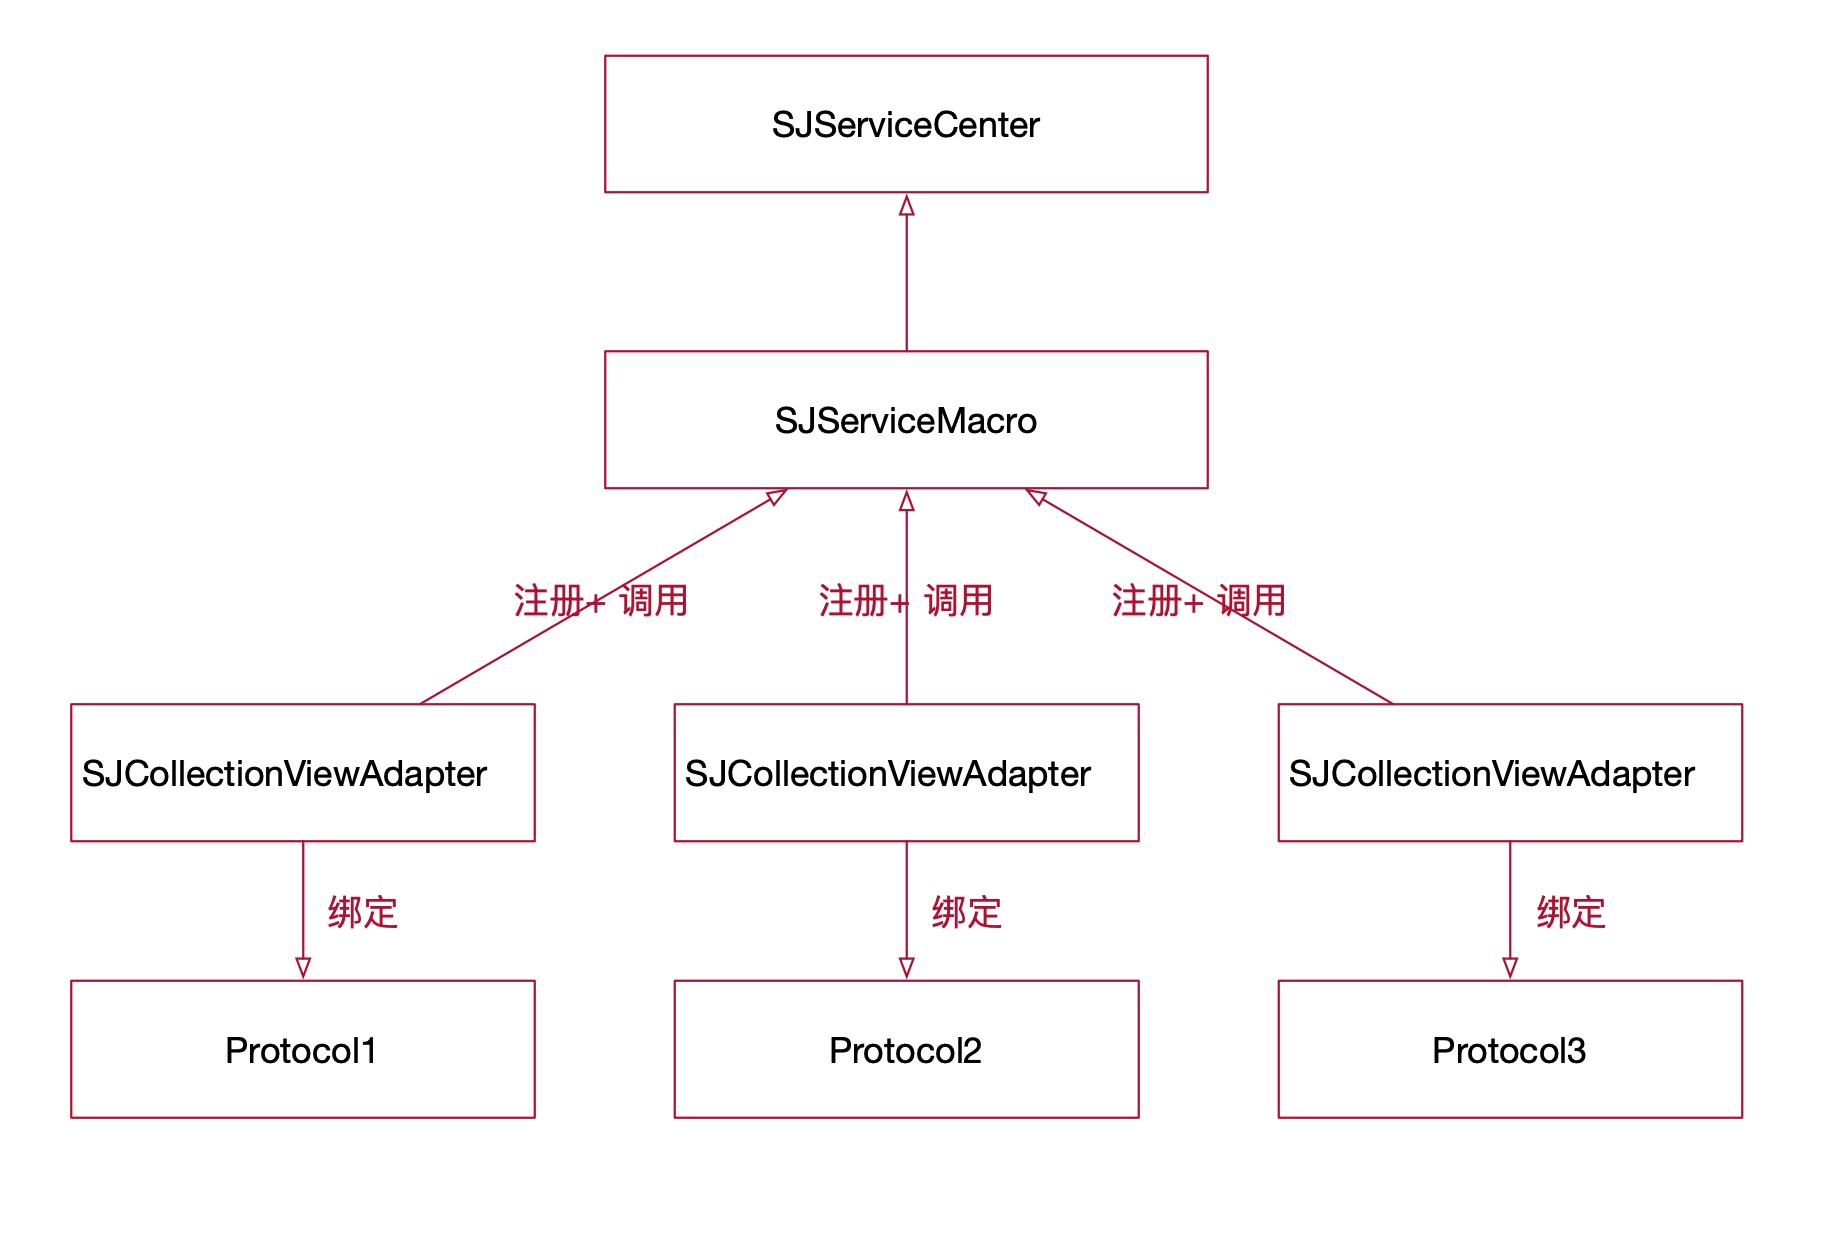 SJServiceCenter
SJServiceMacro
注册+ 调用
注册+ 调用
注册+ 调用
SJCollectionViewAdapter
SJCollectionViewAdapter
SJCollectionViewAdapter
绑定
绑定
绑定
Protocol1
Protocol2
Protocol3